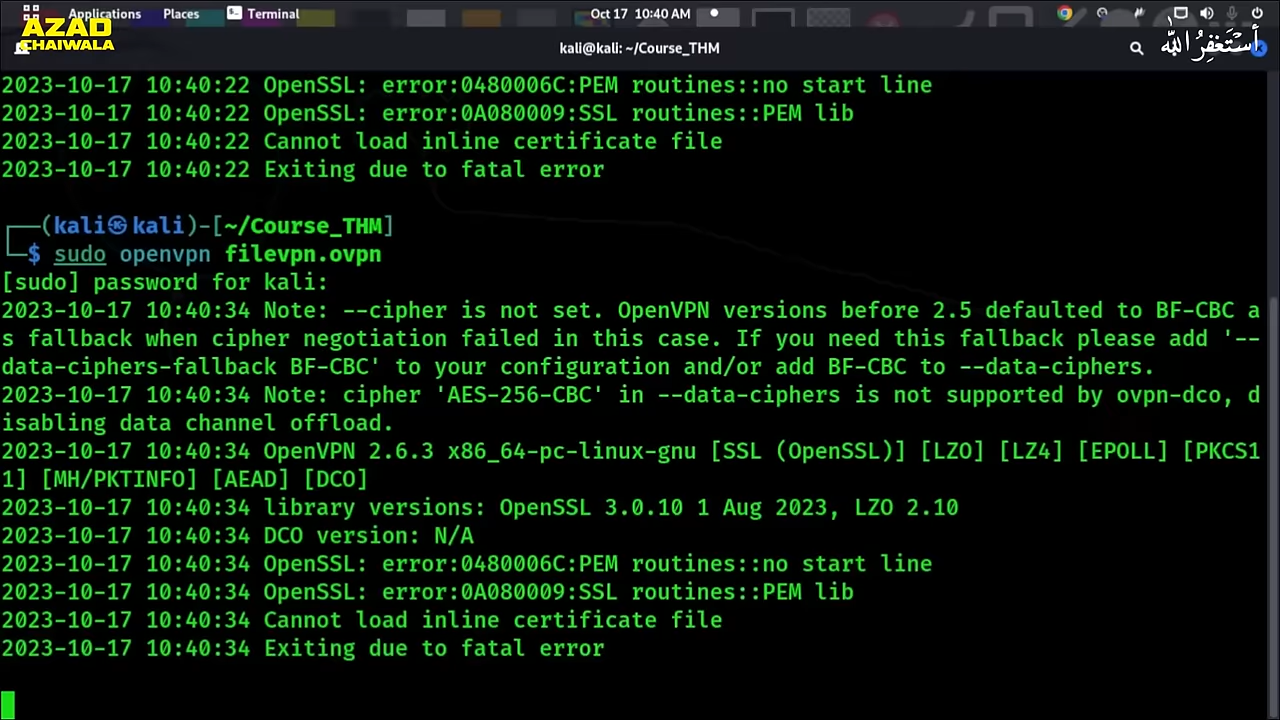 Applications Places Terminal Oct 17 10:40 AM
AZAD
CHAIWALA
kali@kali: ~/Course_THM
أستغفر الله
2023-10-17 10:40:22 OpenSSL: error:0480006C:PEM routines::no start line
2023-10-17 10:40:22 OpenSSL: error:0A080009:SSL routines::PEM lib
2023-10-17 10:40:22 Cannot load inline certificate file
2023-10-17 10:40:22 Exiting due to fatal error
┌──(kali㉿kali)-[~/Course_THM]
└─$ sudo openvpn filevpn.ovpn
[sudo] password for kali:
2023-10-17 10:40:34 Note: --cipher is not set. OpenVPN versions before 2.5 defaulted to BF-CBC a
s fallback when cipher negotiation failed in this case. If you need this fallback please add '--
data-ciphers-fallback BF-CBC' to your configuration and/or add BF-CBC to --data-ciphers.
2023-10-17 10:40:34 Note: cipher 'AES-256-CBC' in --data-ciphers is not supported by ovpn-dco, d
isabling data channel offload.
2023-10-17 10:40:34 OpenVPN 2.6.3 x86_64-pc-linux-gnu [SSL (OpenSSL)] [LZO] [LZ4] [EPOLL] [PKCS1
1] [MH/PKTINFO] [AEAD] [DCO]
2023-10-17 10:40:34 library versions: OpenSSL 3.0.10 1 Aug 2023, LZO 2.10
2023-10-17 10:40:34 DCO version: N/A
2023-10-17 10:40:34 OpenSSL: error:0480006C:PEM routines::no start line
2023-10-17 10:40:34 OpenSSL: error:0A080009:SSL routines::PEM lib
2023-10-17 10:40:34 Cannot load inline certificate file
2023-10-17 10:40:34 Exiting due to fatal error